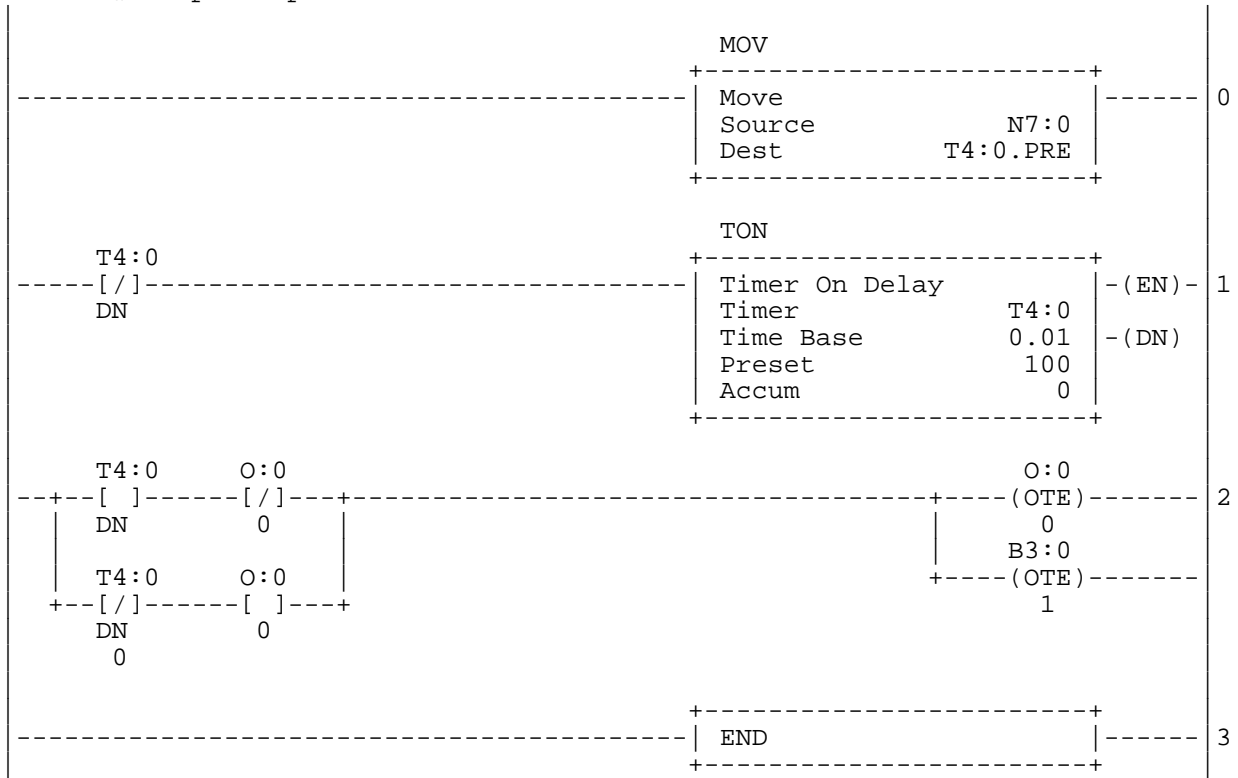 MOV
Move 0
Source N7:0
Dest T4:0.PRE
TON
T4:0
[/] Timer On Delay (EN) 1
DN Timer T4:0
Time Base 0.01 (DN)
Preset 100
Accum 0
T4:0 O:0 O:0
[ ] [/] (OTE) 2
DN 0 0
B3:0
T4:0 O:0 (OTE)
[/] [ ] 1
DN 0
0
END 3